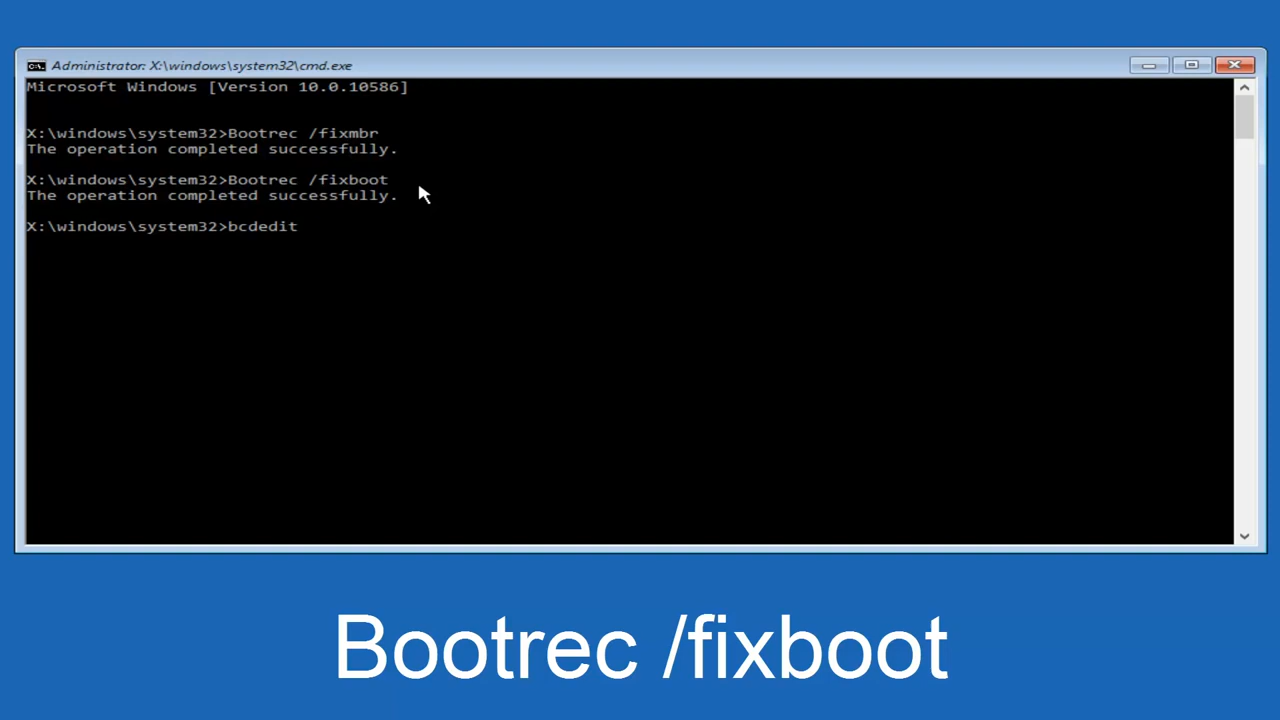 Administrator: X:\windows\system32\cmd.exe
Microsoft Windows [Version 10.0.10586]
X:\windows\system32>Bootrec /fixmbr
The operation completed successfully.
X:\windows\system32>Bootrec /fixboot
The operation completed successfully.
X:\windows\system32>bcdedit
Bootrec /fixboot